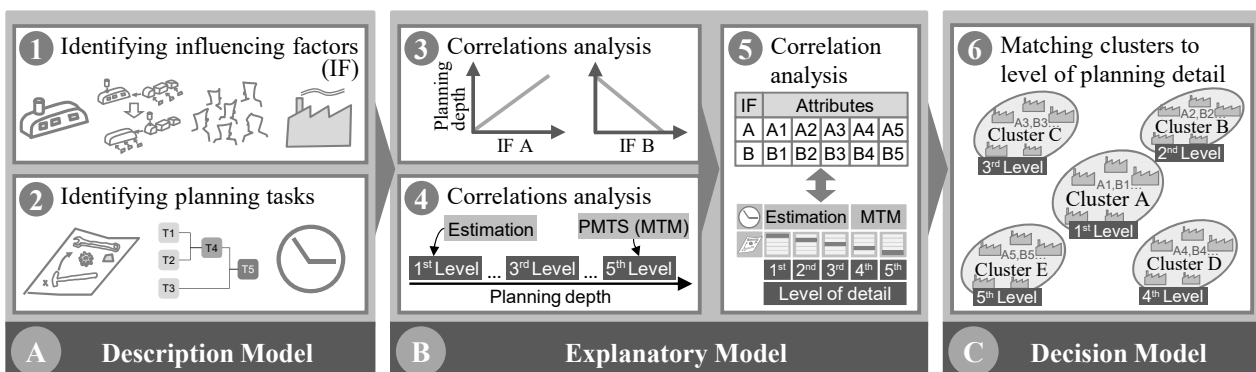 1 Identifying influencing factors
(IF)
2 Identifying planning tasks
T1
T2
T3
T4
T5
x
A Description Model
3 Correlations analysis
Planning
depth
IF A
IF B
4 Correlations analysis
Estimation
PMTS (MTM)
1st Level ... 3rd Level ... 5th Level
Planning depth
5 Correlation
analysis
IF Attributes
A A1 A2 A3 A4 A5
B B1 B2 B3 B4 B5
Estimation MTM
1st 2nd 3rd 4th 5th
Level of detail
B Explanatory Model
6 Matching clusters to
level of planning detail
A3,B3...
Cluster C
3rd Level
A2,B2...
Cluster B
2nd Level
A1,B1...
Cluster A
1st Level
A5,B5...
Cluster E
5th Level
A4,B4...
Cluster D
4th Level
C Decision Model